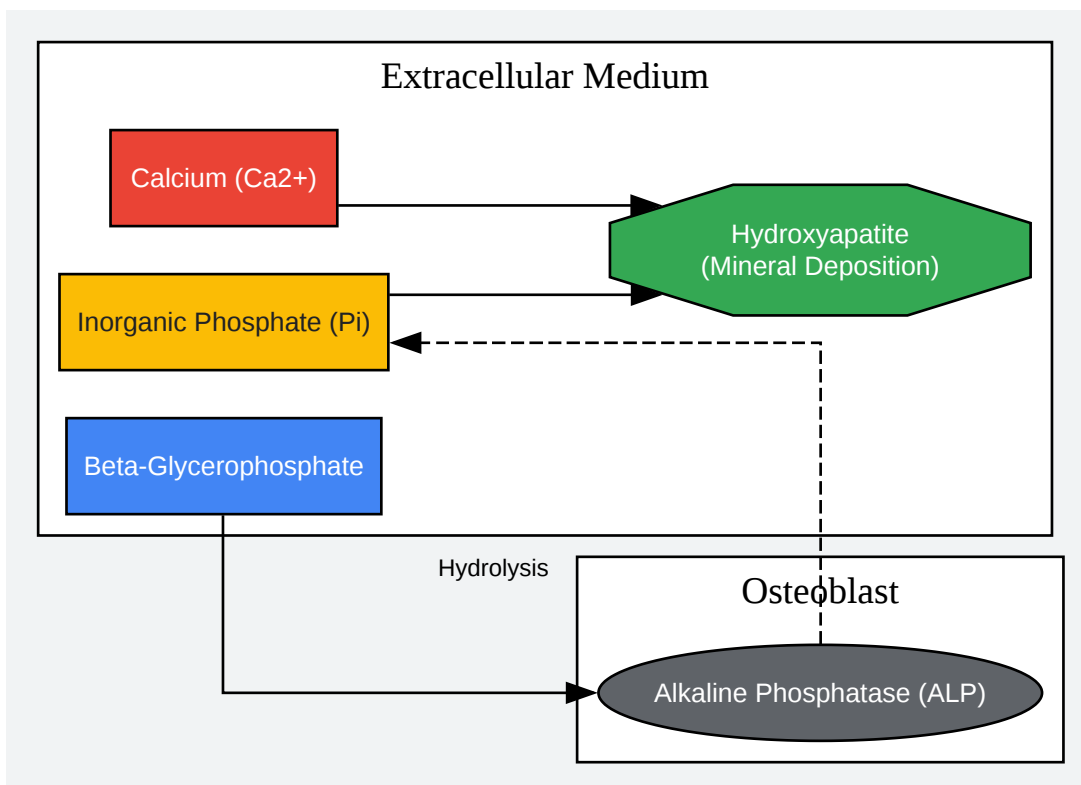 Extracellular Medium
Calcium (Ca2+)
Hydroxyapatite
(Mineral Deposition)
Inorganic Phosphate (Pi)
Beta-Glycerophosphate
Hydrolysis
Osteoblast
Alkaline Phosphatase (ALP)